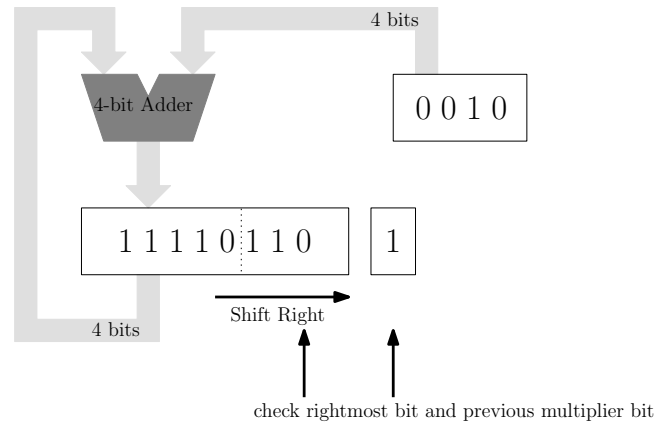 4 bits
4-bit Adder
0 0 1 0
1 1 1 1 0 1 1 0
1
Shift Right
4 bits
check rightmost bit and previous multiplier bit